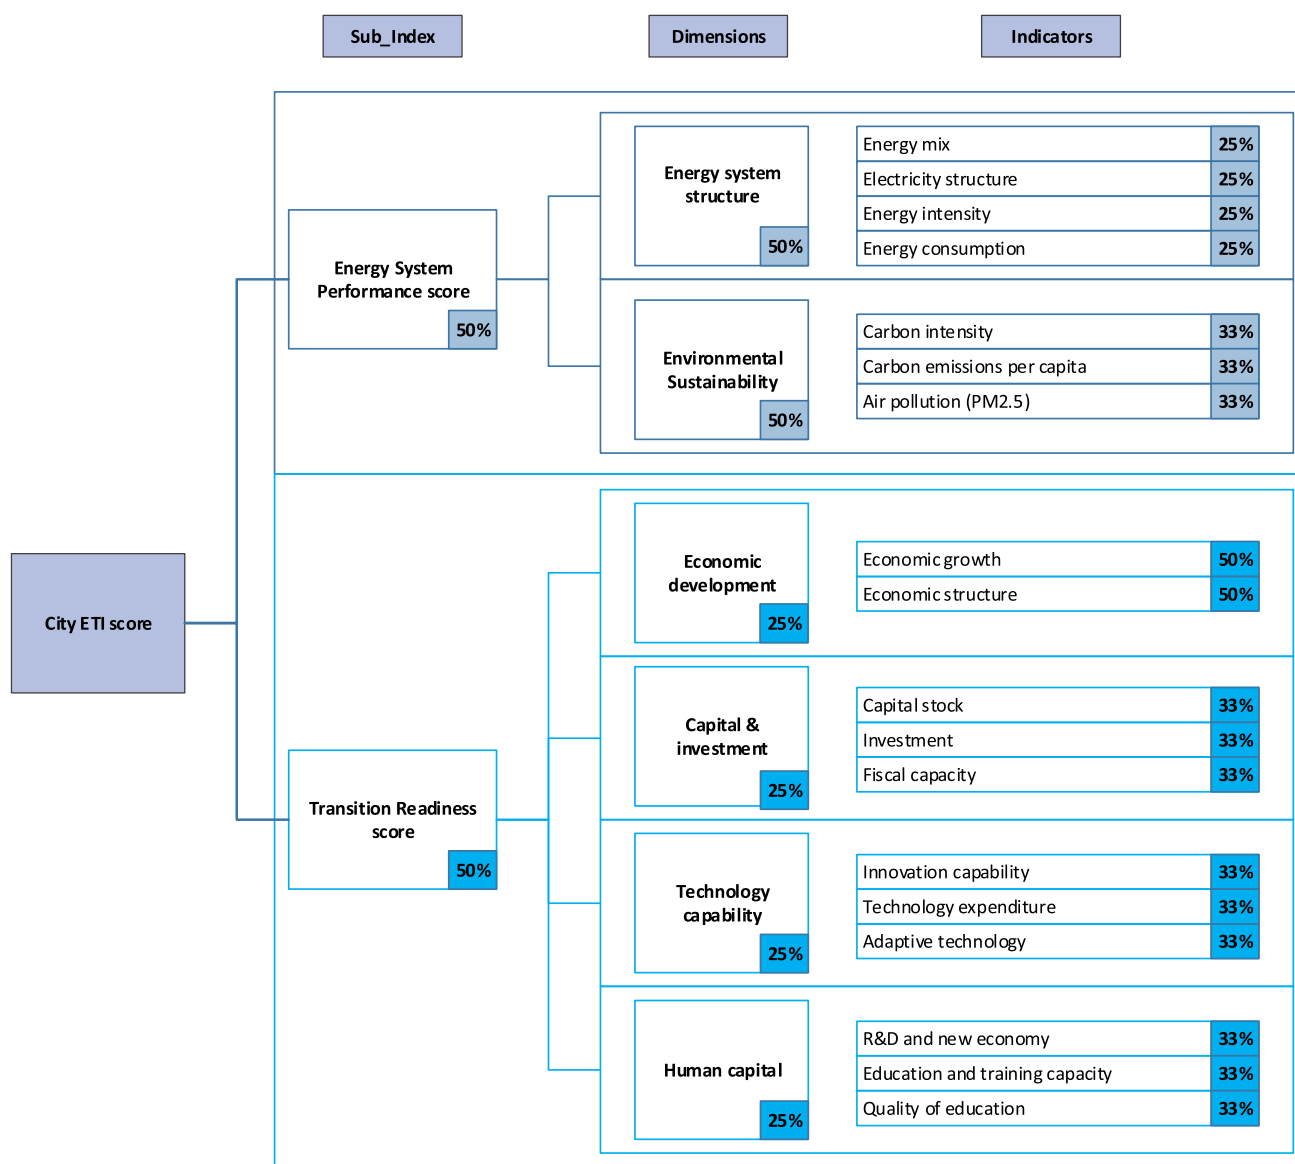 Sub_Index
Dimensions
Indicators
City ETI score
Energy System
Performance score
50%
Energy system
structure
50%
Energy mix 25%
Electricity structure 25%
Energy intensity 25%
Energy consumption 25%
Environmental
Sustainability
50%
Carbon intensity 33%
Carbon emissions per capita 33%
Air pollution (PM2.5) 33%
Transition Readiness
score
50%
Economic
development
25%
Economic growth 50%
Economic structure 50%
Capital &
investment
25%
Capital stock 33%
Investment 33%
Fiscal capacity 33%
Technology
capability
25%
Innovation capability 33%
Technology expenditure 33%
Adaptive technology 33%
Human capital
25%
R&D and new economy 33%
Education and training capacity 33%
Quality of education 33%